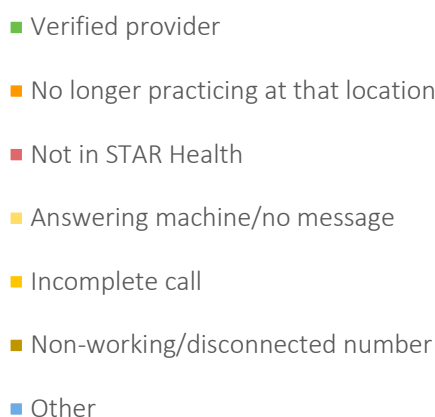 Verified provider
No longer practicing at that location
Not in STAR Health
Answering machine/no message
Incomplete call
Non-working/disconnected number
Other